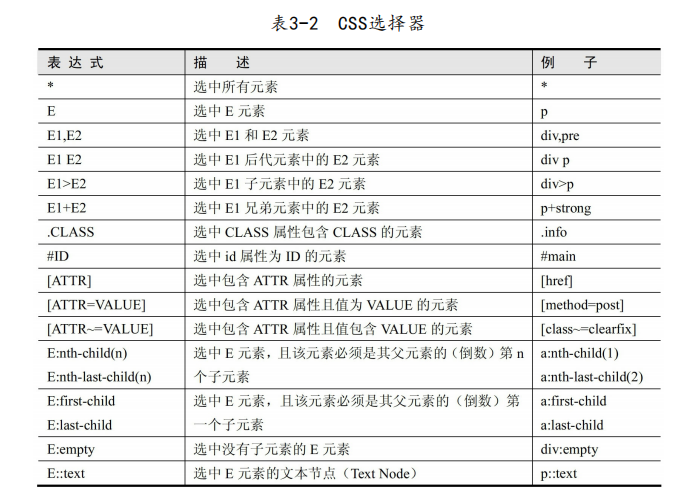 表3-2 CSS选择器
表 达 式 描 述 例 子
* 选中所有元素 *
E 选中 E 元素 p
E1,E2 选中 E1 和 E2 元素 div,pre
E1 E2 选中 E1 后代元素中的 E2 元素 div p
E1>E2 选中 E1 子元素中的 E2 元素 div>p
E1+E2 选中 E1 兄弟元素中的 E2 元素 p+strong
.CLASS 选中 CLASS 属性包含 CLASS 的元素 .info
#ID 选中 id 属性为 ID 的元素 #main
[ATTR] 选中包含 ATTR 属性的元素 [href]
[ATTR=VALUE] 选中包含 ATTR 属性且值为 VALUE 的元素 [method=post]
[ATTR~=VALUE] 选中包含 ATTR 属性且值包含 VALUE 的元素 [class~=clearfix]
E:nth-child(n) 选中 E 元素，且该元素必须是其父元素的（倒数）第 n a:nth-child(1)
E:nth-last-child(n) 个子元素 a:nth-last-child(2)
E:first-child 选中 E 元素，且该元素必须是其父元素的（倒数）第 a:first-child
E:last-child 一个子元素 a:last-child
E:empty 选中没有子元素的 E 元素 div:empty
E::text 选中 E 元素的文本节点（Text Node） p::text